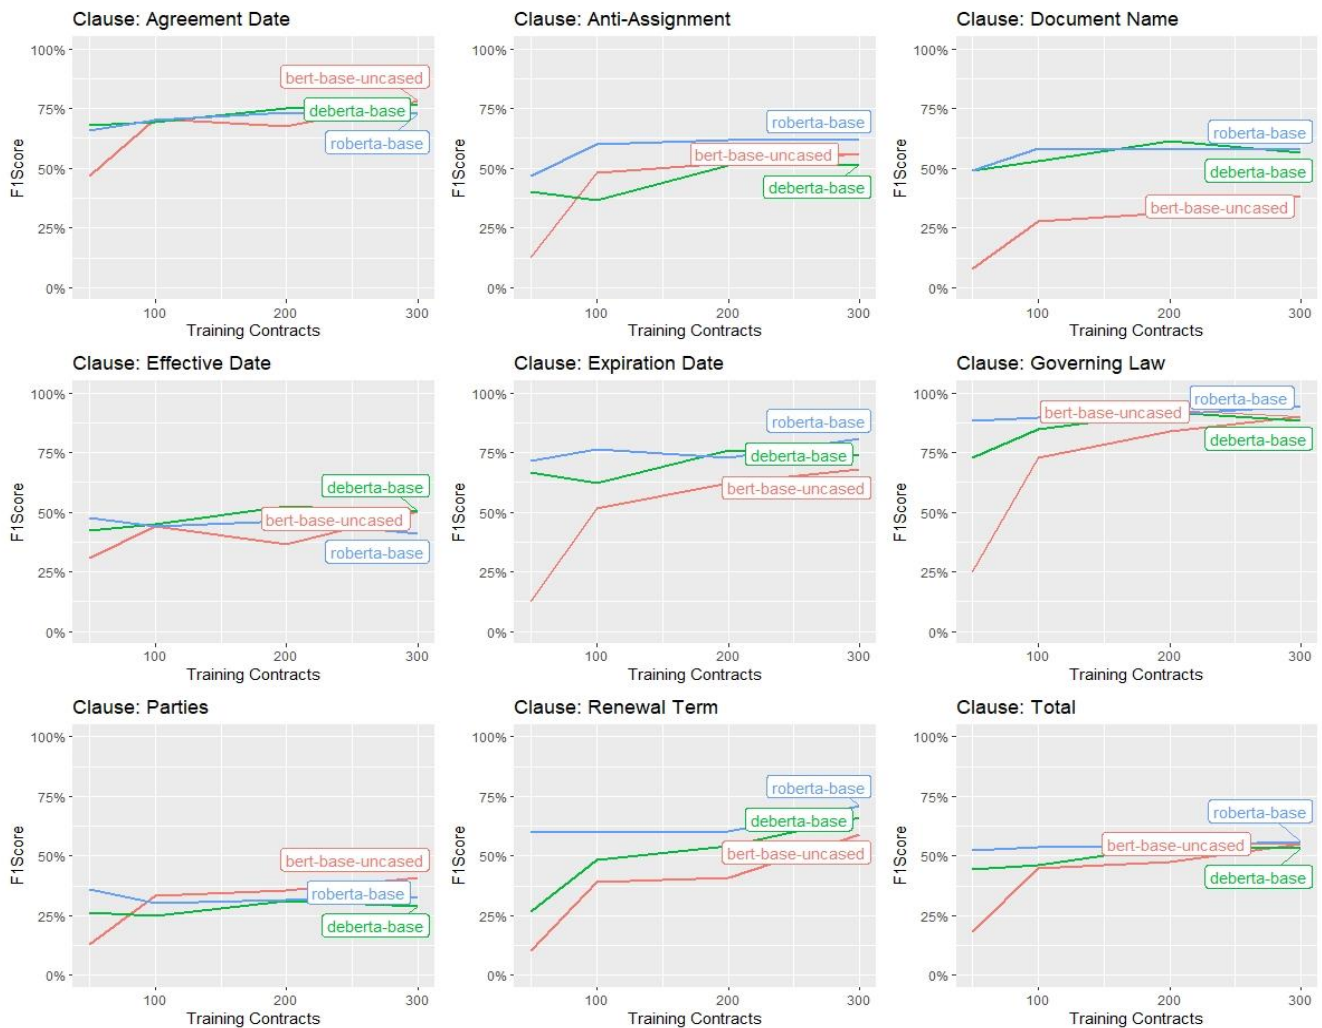 Clause: Agreement Date
F1Score
100%
75%
50%
25%
0%
bert-base-uncased
deberta-base
roberta-base
100 200 300
Training Contracts
Clause: Anti-Assignment
F1Score
100%
75%
50%
25%
0%
roberta-base
bert-base-uncased
deberta-base
100 200 300
Training Contracts
Clause: Document Name
F1Score
100%
75%
50%
25%
0%
roberta-base
deberta-base
bert-base-uncased
100 200 300
Training Contracts
Clause: Effective Date
F1Score
100%
75%
50%
25%
0%
deberta-base
bert-base-uncased
roberta-base
100 200 300
Training Contracts
Clause: Expiration Date
F1Score
100%
75%
50%
25%
0%
roberta-base
deberta-base
bert-base-uncased
100 200 300
Training Contracts
Clause: Governing Law
F1Score
100%
75%
50%
25%
0%
roberta-base
bert-base-uncased
deberta-base
100 200 300
Training Contracts
Clause: Parties
F1Score
100%
75%
50%
25%
0%
bert-base-uncased
roberta-base
deberta-base
100 200 300
Training Contracts
Clause: Renewal Term
F1Score
100%
75%
50%
25%
0%
roberta-base
deberta-base
bert-base-uncased
100 200 300
Training Contracts
Clause: Total
F1Score
100%
75%
50%
25%
0%
roberta-base
bert-base-uncased
deberta-base
100 200 300
Training Contracts